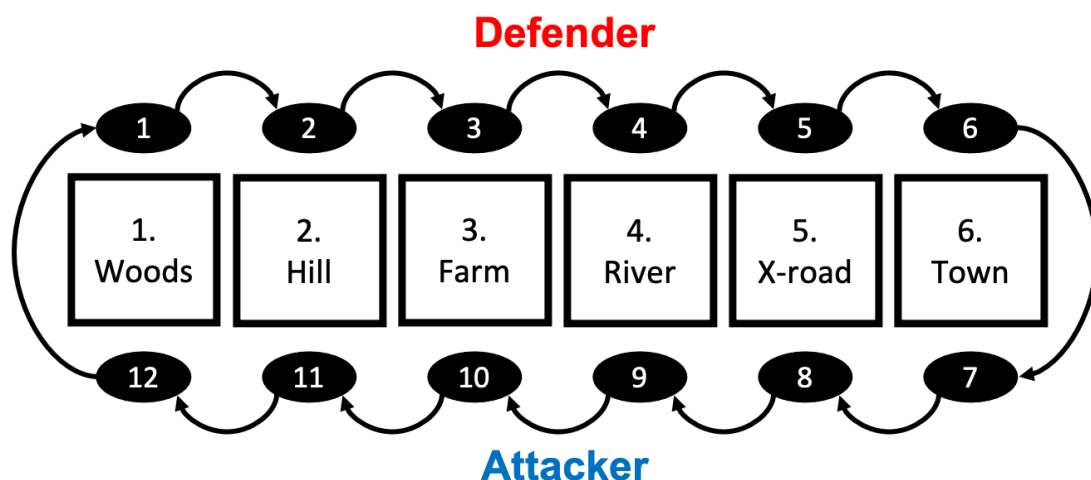 Defender
1 2 3 4 5 6
1. 2. 3. 4. 5. 6.
Woods Hill Farm River X-road Town
12 11 10 9 8 7
Attacker